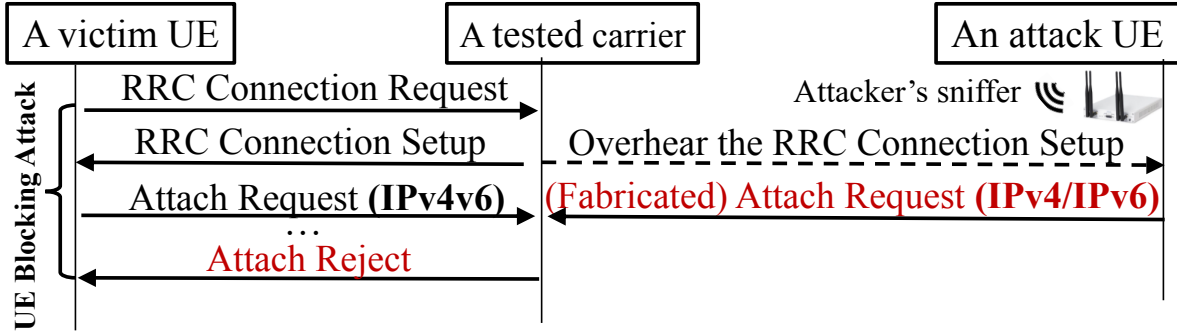 A victim UE
A tested carrier
An attack UE
RRC Connection Request
Attacker's sniffer
RRC Connection Setup
Overhear the RRC Connection Setup
Attach Request (IPv4v6)
(Fabricated) Attach Request (IPv4/IPv6)
…
Attach Reject
UE Blocking Attack